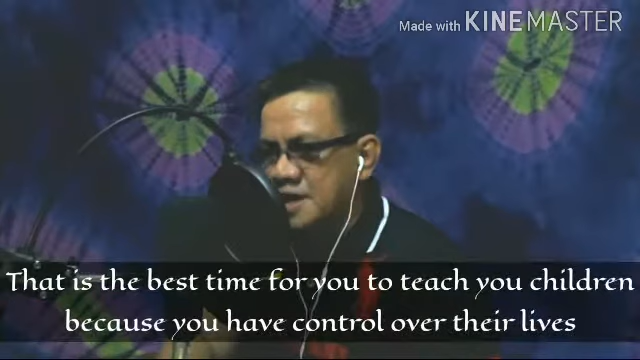 Made with KINEMASTER
That is the best time for you to teach you children
because you have control over their lives